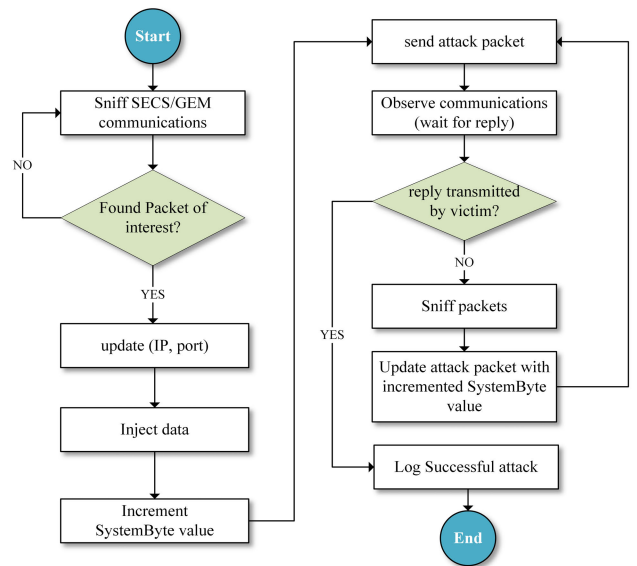 Start
Sniff SECS/GEM
communications
NO
Found Packet of
interest?
YES
update (IP, port)
Inject data
Increment
SystemByte value
send attack packet
Observe communications
(wait for reply)
reply transmitted
by victim?
NO
YES
Sniff packets
Update attack packet with
incremented SystemByte
value
Log Successful attack
End